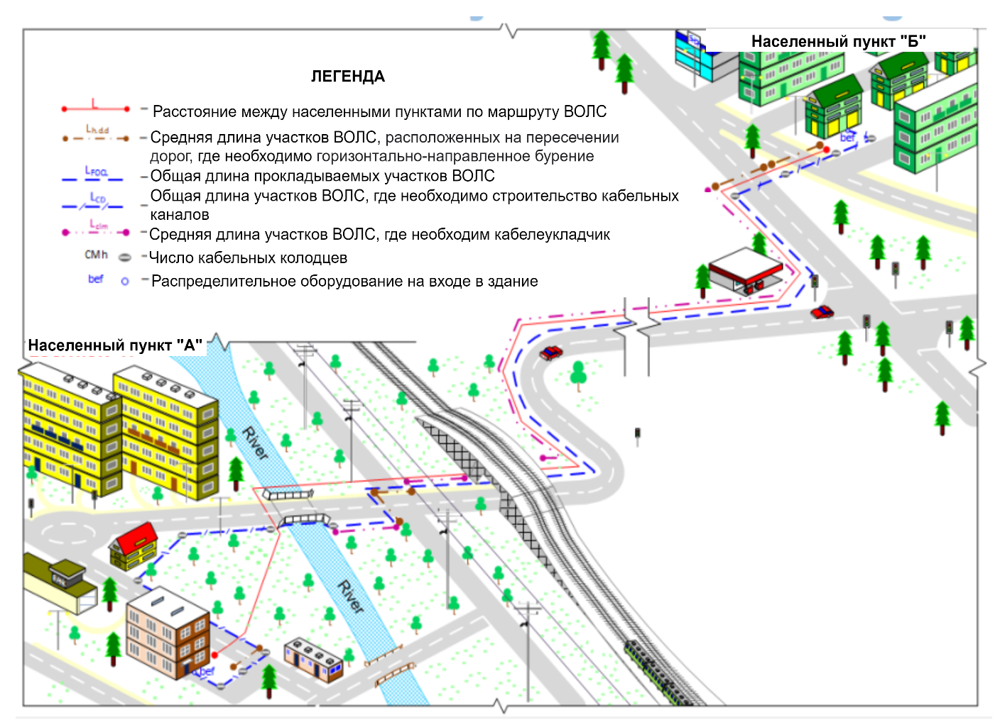 Населенный пункт "Б"
ЛЕГЕНДА
L
– Расстояние между населенными пунктами по маршруту ВОЛС
Lh.d.d
– Средняя длина участков ВОЛС, расположенных на пересечении
дорог, где необходимо горизонтально-направленное бурение
LFOCL
– Общая длина прокладываемых участков ВОЛС
LCD
– Общая длина участков ВОЛС, где необходимо строительство кабельных
каналов
Lclm
– Средняя длина участков ВОЛС, где необходим кабелеукладчик
CMh
– Число кабельных колодцев
bef
– Распределительное оборудование на входе в здание
bef
Населенный пункт "А"
River
River
bef